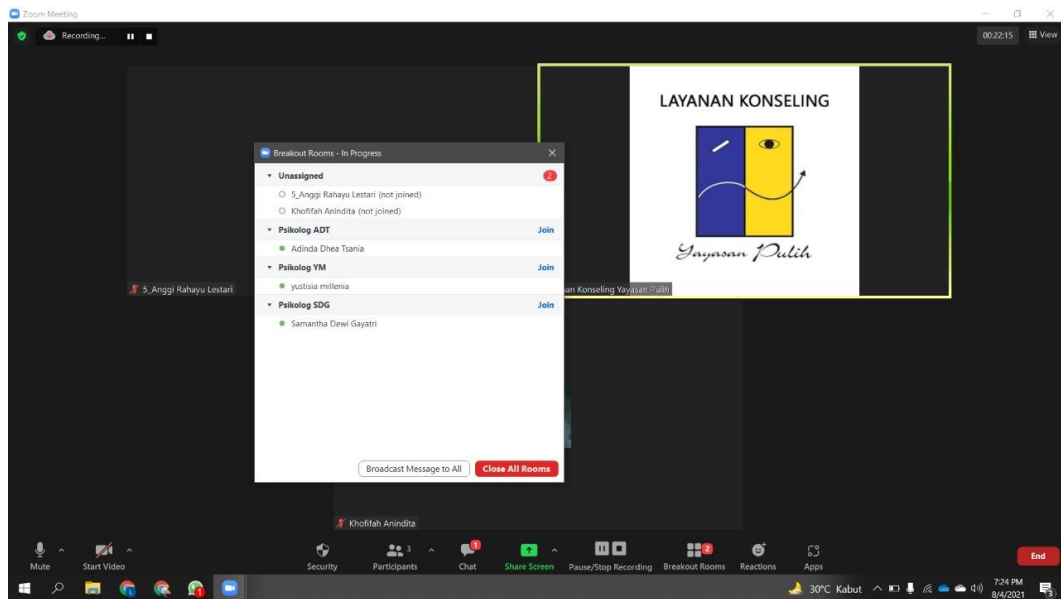 Zoom Meeting
Recording...
00:22:15
View
LAYANAN KONSELING
Yayasan Pulih
an Konseling Yayasan Pulih
5_Anggi Rahayu Lestari
Breakout Rooms - In Progress
Unassigned 2
5_Anggi Rahayu Lestari (not joined)
Khofifah Anindita (not joined)
Psikolog ADT Join
Adinda Dhea Tsania
Psikolog YM Join
yustisia millenia
Psikolog SDG Join
Samantha Dewi Gayatri
Broadcast Message to All
Close All Rooms
Khofifah Anindita
Mute
Start Video
Security
Participants 3
Chat 1
Share Screen
Pause/Stop Recording
Breakout Rooms 2
Reactions
Apps
End
1
30°C Kabut
7:24 PM
8/4/2021
3